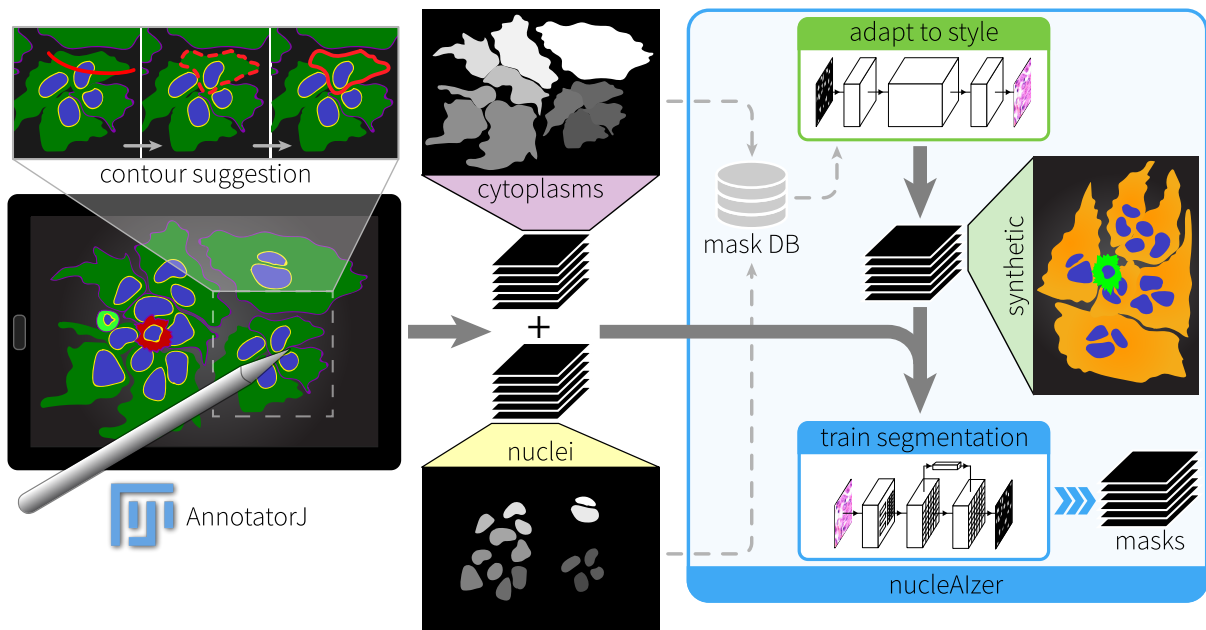 contour suggestion
AnnotatorJ
cytoplasms
+
nuclei
mask DB
adapt to style
synthetic
train segmentation
masks
nucleAIzer